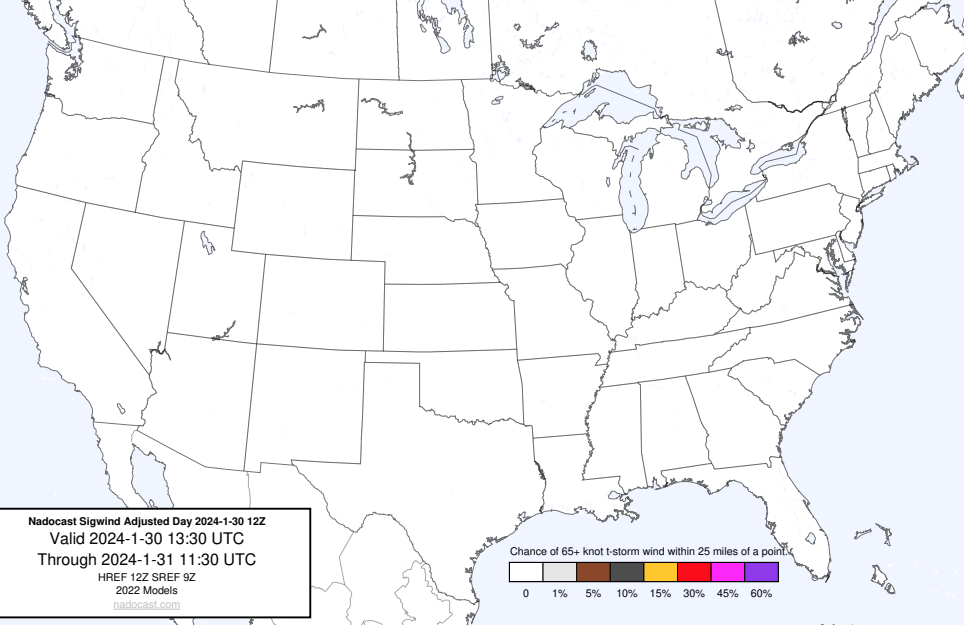 Nadocast Sigwind Adjusted Day 2024-1-30 12Z
Valid 2024-1-30 13:30 UTC
Through 2024-1-31 11:30 UTC
HREF 12Z SREF 9Z
2022 Models
nadocast.com
Chance of 65+ knot t-storm wind within 25 miles of a point.
0 1% 5% 10% 15% 30% 45% 60%